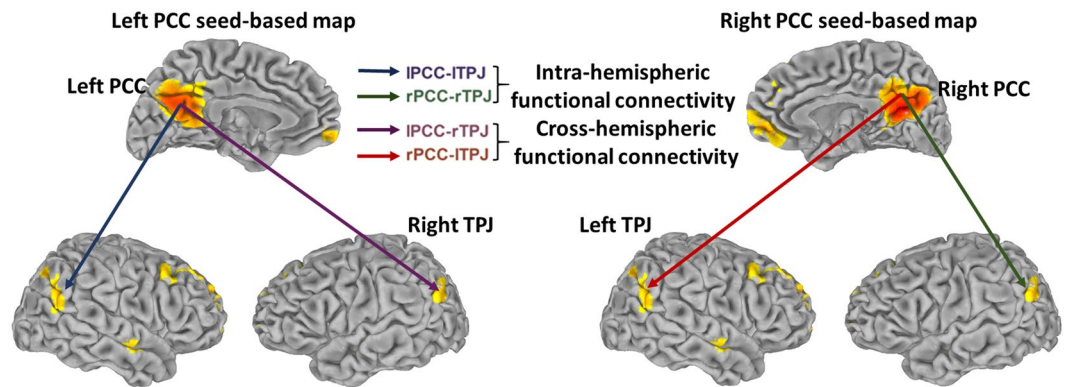 Left PCC seed-based map
Right PCC seed-based map
Left PCC
lPCC-lTPJ
rPCC-rTPJ
Intra-hemispheric
functional connectivity
lPCC-rTPJ
rPCC-lTPJ
Cross-hemispheric
functional connectivity
Right PCC
Right TPJ
Left TPJ